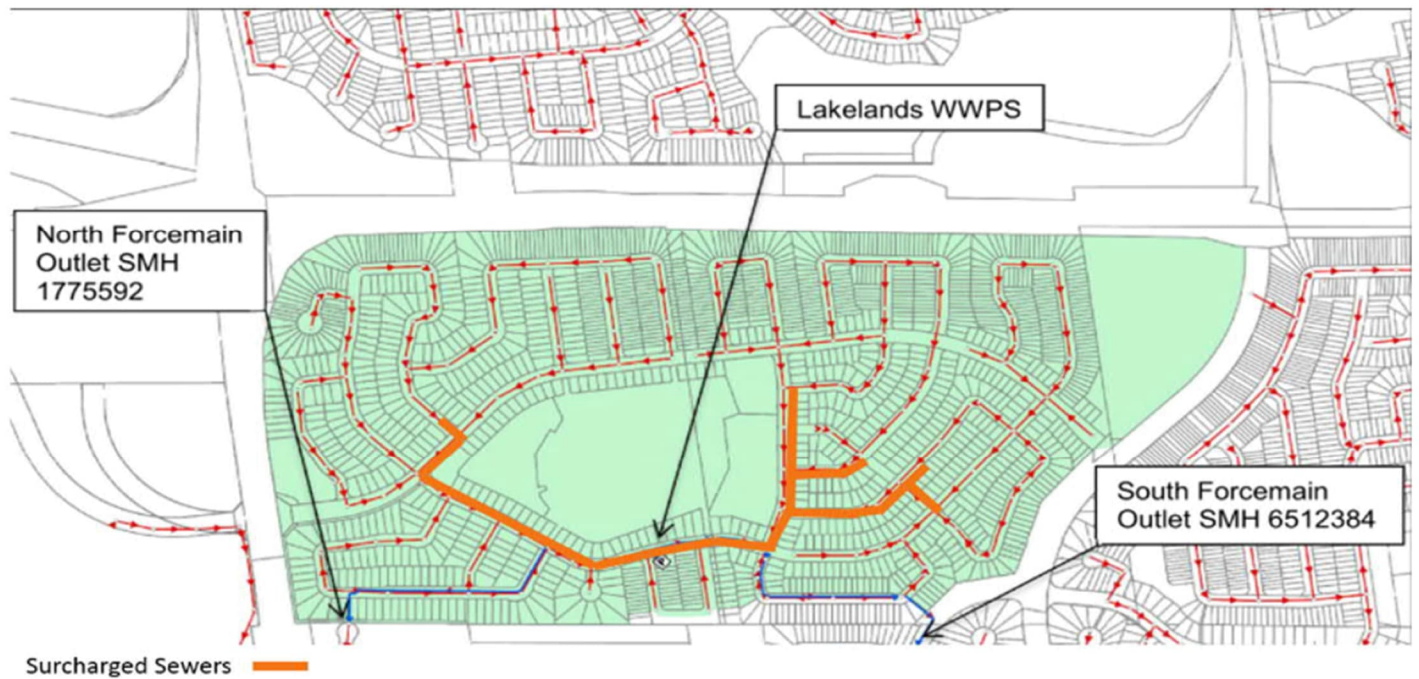 Lakelands WWPS
North Forcemain
Outlet SMH
1775592
South Forcemain
Outlet SMH 6512384
Surcharged Sewers